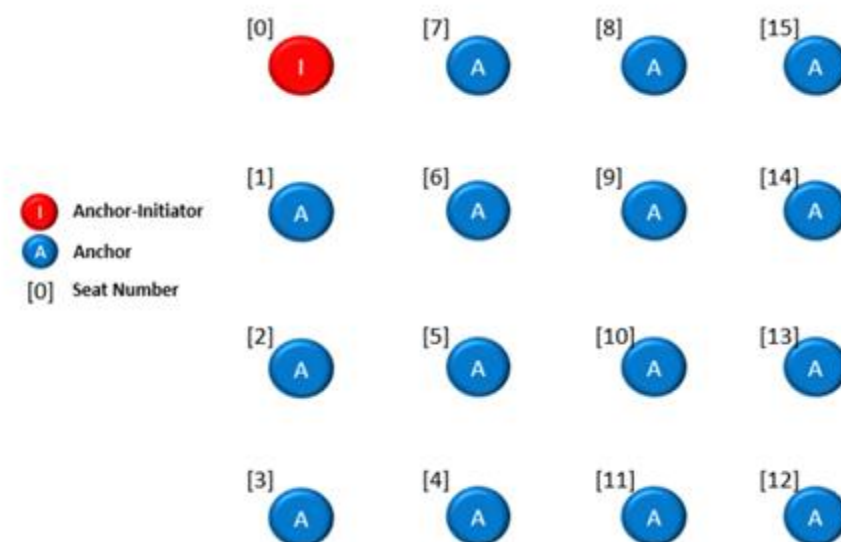 [0] [7] [8] [15]
I A A A
[1] [6] [9] [14]
A A A A
I Anchor-Initiator
A Anchor
[0] Seat Number
[2] [5] [10] [13]
A A A A
[3] [4] [11] [12]
A A A A